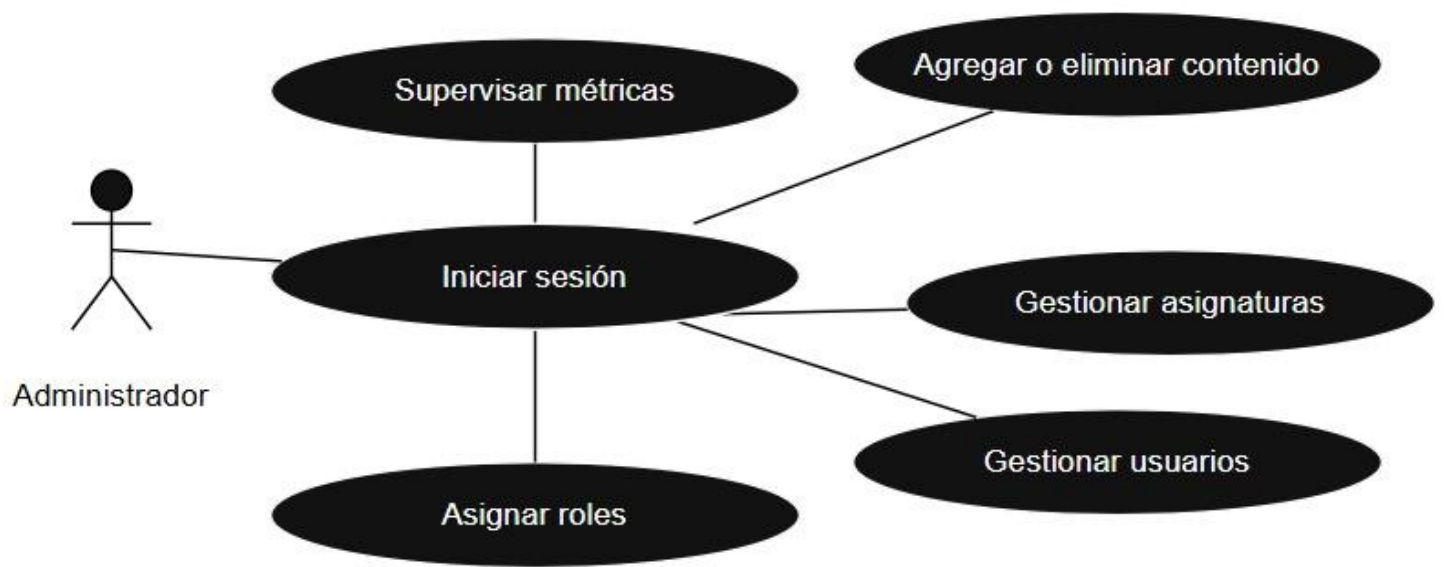 Supervisar métricas
Agregar o eliminar contenido
Iniciar sesión
Gestionar asignaturas
Administrador
Gestionar usuarios
Asignar roles